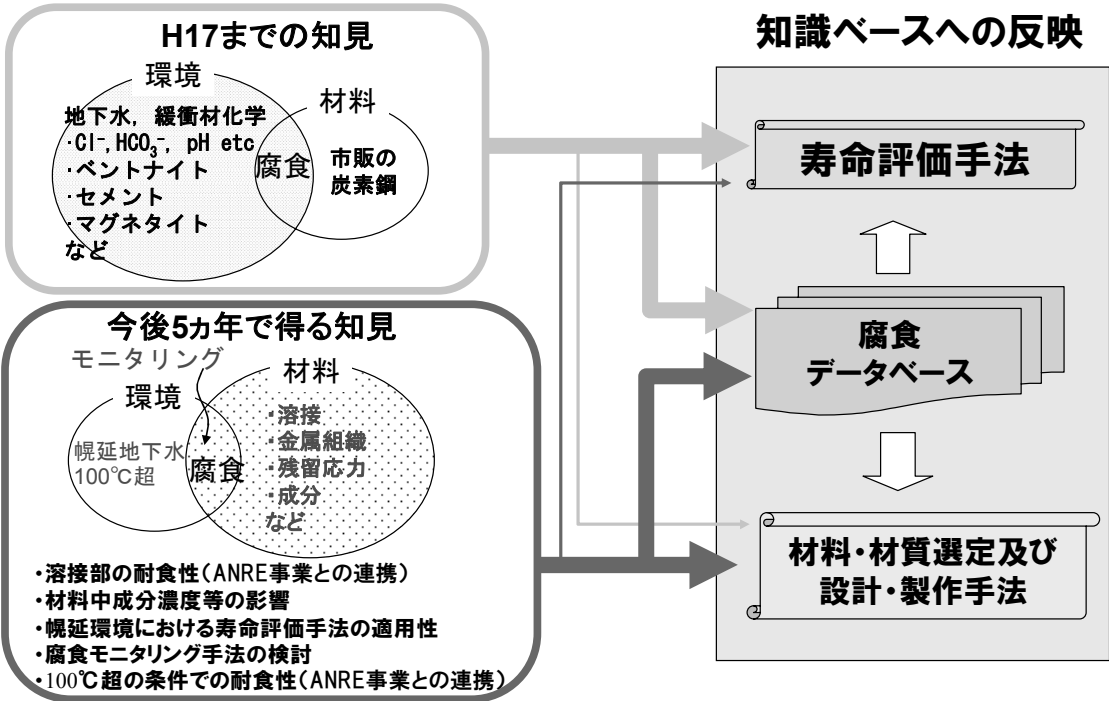 H17までの知見
環境
地下水, 緩衝材化学
・Cl⁻, HCO₃⁻, pH etc
・ベントナイト
・セメント
・マグネタイト
など
腐食
材料
市販の
炭素鋼
今後5ヵ年で得る知見
モニタリング
環境
幌延地下水
100℃超
腐食
材料
・溶接
・金属組織
・残留応力
・成分
など
・溶接部の耐食性（ANRE事業との連携）
・材料中成分濃度等の影響
・幌延環境における寿命評価手法の適用性
・腐食モニタリング手法の検討
・100℃超の条件での耐食性（ANRE事業との連携）
知識ベースへの反映
寿命評価手法
腐食
データベース
材料・材質選定及び
設計・製作手法